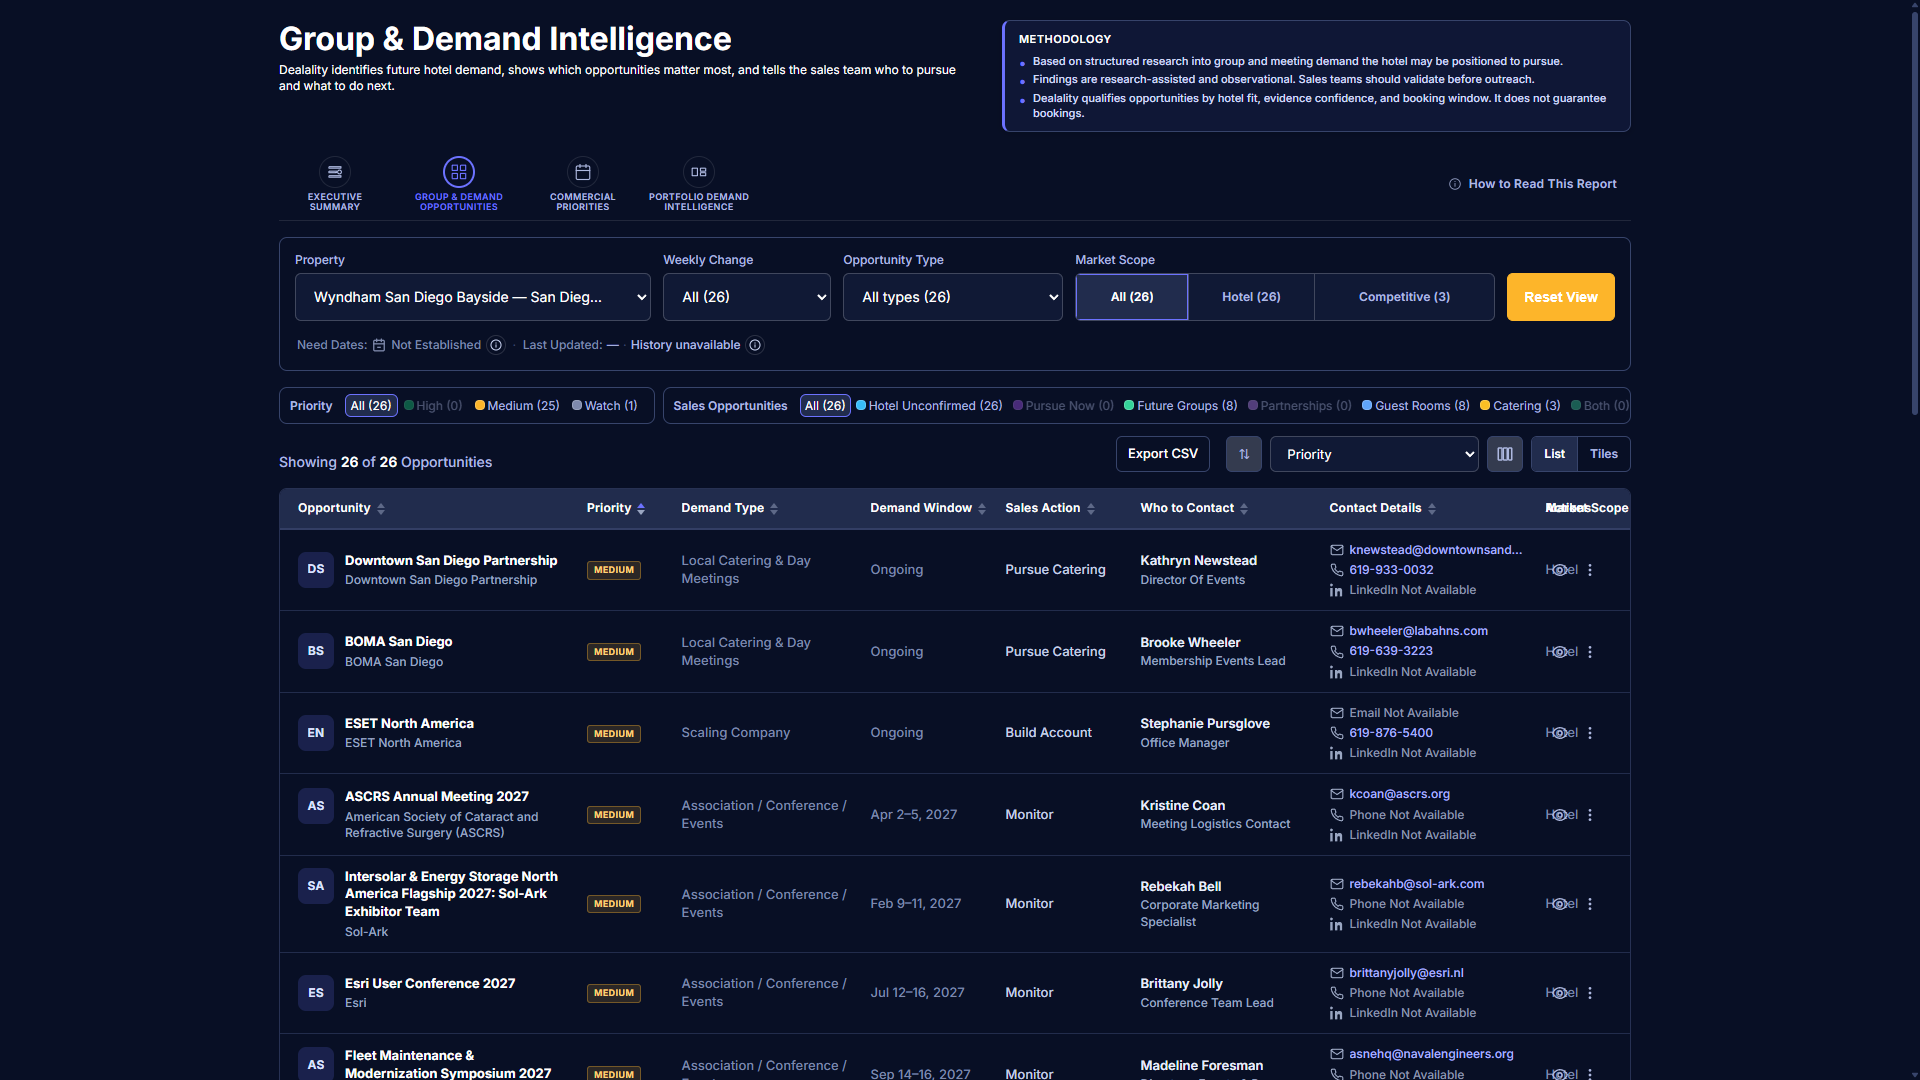 Group & Demand Intelligence
Dealality identifies future hotel demand, shows which opportunities matter most, and tells the sales team who to pursue
and what to do next.
METHODOLOGY
Based on structured research into group and meeting demand the hotel may be positioned to pursue.
Findings are research-assisted and observational. Sales teams should validate before outreach.
Dealality qualifies opportunities by hotel fit, evidence confidence, and booking window. It does not guarantee
bookings.
EXECUTIVE
SUMMARY
GROUP & DEMAND
OPPORTUNITIES
COMMERCIAL
PRIORITIES
PORTFOLIO DEMAND
INTELLIGENCE
How to Read This Report
Property
Weekly Change
Opportunity Type
Market Scope
Wyndham San Diego Bayside — San Dieg...
All (26)
All types (26)
All (26)
Hotel (26)
Competitive (3)
Reset View
Need Dates: Not Established · Last Updated: — · History unavailable
Priority All (26) High (0) Medium (25) Watch (1)
Sales Opportunities All (26) Hotel Unconfirmed (26) Pursue Now (0) Future Groups (8) Partnerships (0) Guest Rooms (8) Catering (3) Both (0)
Showing 26 of 26 Opportunities
Export CSV
Priority
List
Tiles
Opportunity Priority Demand Type Demand Window Sales Action Who to Contact Contact Details Market Scope
DS
Downtown San Diego Partnership
Downtown San Diego Partnership
MEDIUM
Local Catering & Day
Meetings
Ongoing
Pursue Catering
Kathryn Newstead
Director Of Events
knewstead@downtownsand...
619-933-0032
LinkedIn Not Available
Hotel
BS
BOMA San Diego
BOMA San Diego
MEDIUM
Local Catering & Day
Meetings
Ongoing
Pursue Catering
Brooke Wheeler
Membership Events Lead
bwheeler@labahns.com
619-639-3223
LinkedIn Not Available
Hotel
EN
ESET North America
ESET North America
MEDIUM
Scaling Company
Ongoing
Build Account
Stephanie Pursglove
Office Manager
Email Not Available
619-876-5400
LinkedIn Not Available
Hotel
AS
ASCRS Annual Meeting 2027
American Society of Cataract and
Refractive Surgery (ASCRS)
MEDIUM
Association / Conference /
Events
Apr 2–5, 2027
Monitor
Kristine Coan
Meeting Logistics Contact
kcoan@ascrs.org
Phone Not Available
LinkedIn Not Available
Hotel
SA
Intersolar & Energy Storage North
America Flagship 2027: Sol-Ark
Exhibitor Team
Sol-Ark
MEDIUM
Association / Conference /
Events
Feb 9–11, 2027
Monitor
Rebekah Bell
Corporate Marketing
Specialist
rebekahb@sol-ark.com
Phone Not Available
LinkedIn Not Available
Hotel
ES
Esri User Conference 2027
Esri
MEDIUM
Association / Conference /
Events
Jul 12–16, 2027
Monitor
Brittany Jolly
Conference Team Lead
brittanyjolly@esri.nl
Phone Not Available
LinkedIn Not Available
Hotel
AS
Fleet Maintenance &
Modernization Symposium 2027
MEDIUM
Association / Conference /
Sep 14–16, 2027
Monitor
Madeline Foresman
asnehq@navalengineers.org
Phone Not Available
Hotel